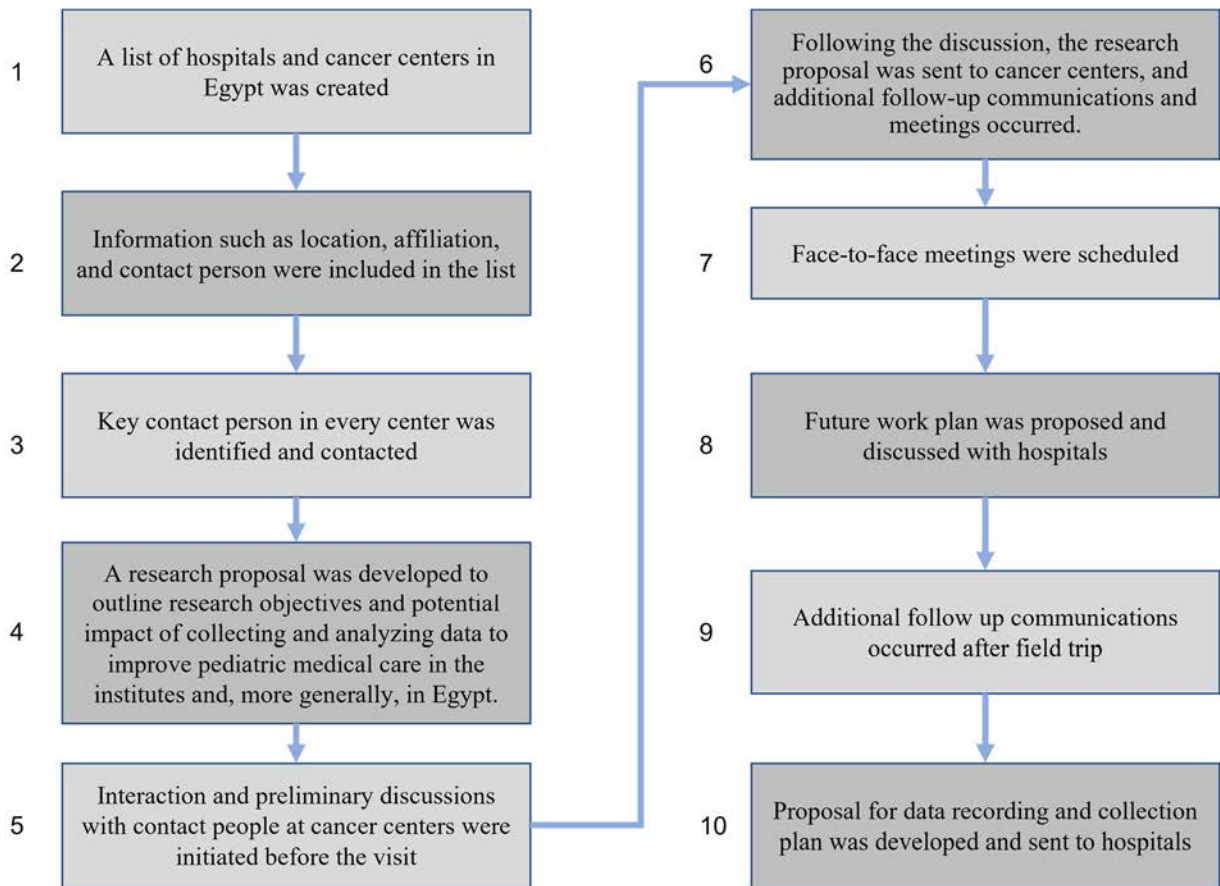 1
A list of hospitals and cancer centers in
Egypt was created
2
Information such as location, affiliation,
and contact person were included in the list
3
Key contact person in every center was
identified and contacted
4
A research proposal was developed to
outline research objectives and potential
impact of collecting and analyzing data to
improve pediatric medical care in the
institutes and, more generally, in Egypt.
5
Interaction and preliminary discussions
with contact people at cancer centers were
initiated before the visit
6
Following the discussion, the research
proposal was sent to cancer centers, and
additional follow-up communications and
meetings occurred.
7
Face-to-face meetings were scheduled
8
Future work plan was proposed and
discussed with hospitals
9
Additional follow up communications
occurred after field trip
10
Proposal for data recording and collection
plan was developed and sent to hospitals